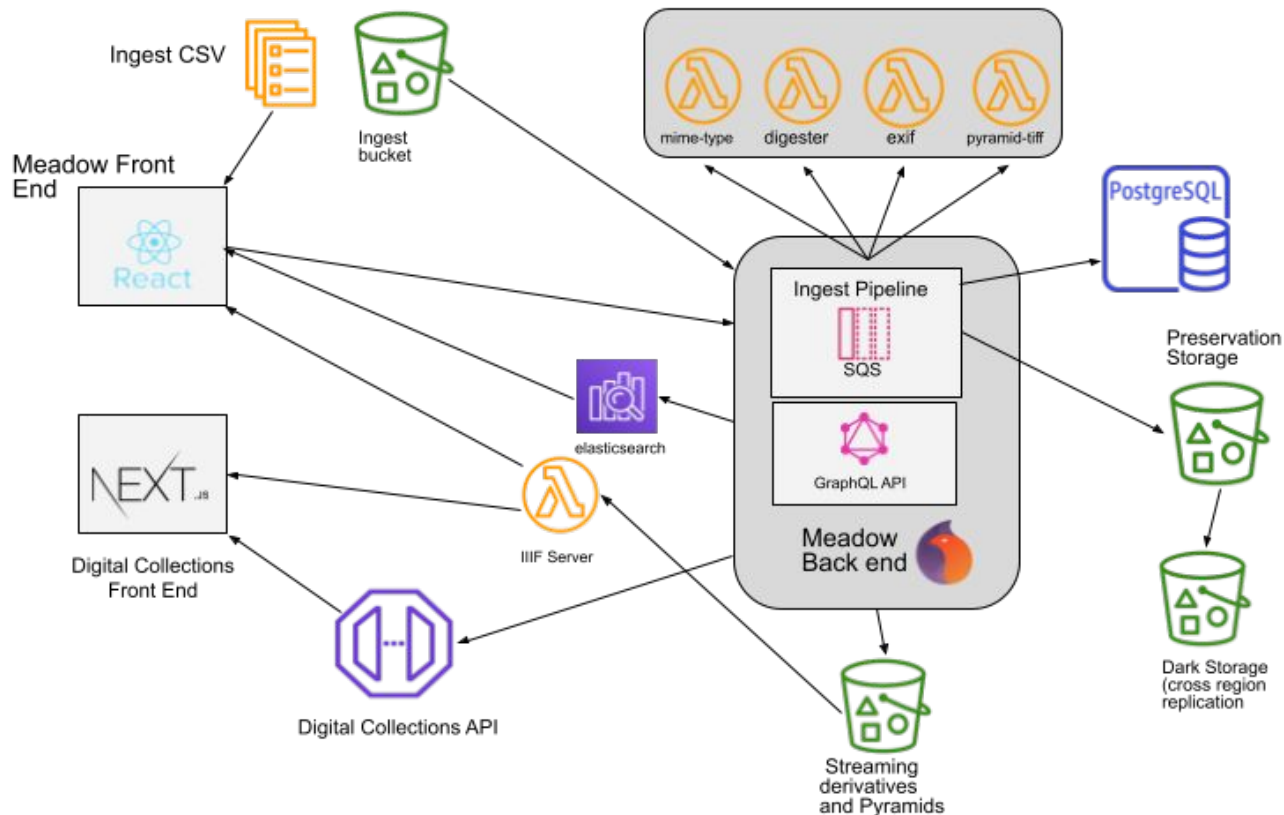 Ingest CSV
Ingest
bucket
mime-type
digester
exif
pyramid-tiff
Meadow Front
End
React
PostgreSQL
Ingest Pipeline
SQS
Preservation
Storage
elasticsearch
GraphQL API
NEXT.JS
IIIF Server
Meadow
Back end
Digital Collections
Front End
Dark Storage
(cross region
replication
Digital Collections API
Streaming
derivatives
and Pyramids